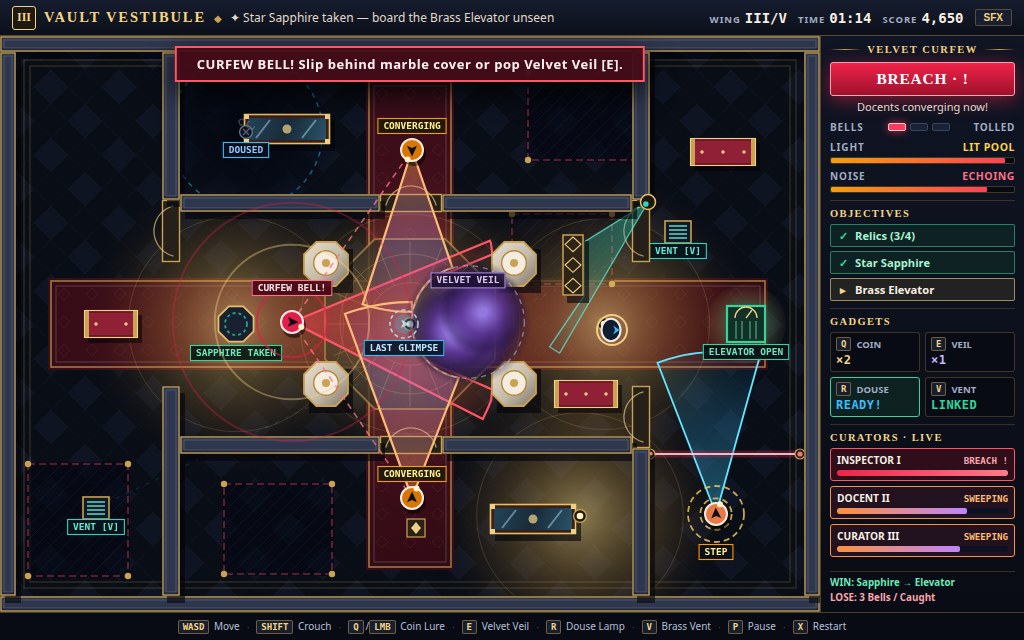 III VAULT VESTIBULE ◆ ✦ Star Sapphire taken — board the Brass Elevator unseen WING III/V TIME 01:14 SCORE 4,650 SFX
CURFEW BELL! Slip behind marble cover or pop Velvet Veil [E].
CONVERGING
DOUSED
VENT [V]
VELVET VEIL
CURFEW BELL!
SAPPHIRE TAKEN
LAST GLIMPSE
ELEVATOR OPEN
CONVERGING
VENT [V]
STEP
VELVET CURFEW
BREACH · !
Docents converging now!
BELLS TOLLED
LIGHT LIT POOL
NOISE ECHOING
OBJECTIVES
✓ Relics (3/4)
✓ Star Sapphire
▸ Brass Elevator
GADGETS
Q COIN ×2
E VEIL ×1
R DOUSE READY!
V VENT LINKED
CURATORS · LIVE
INSPECTOR I BREACH !
DOCENT II SWEEPING
CURATOR III SWEEPING
WIN: Sapphire → Elevator
LOSE: 3 Bells / Caught
WASD Move · SHIFT Crouch · Q/LMB Coin Lure · E Velvet Veil · R Douse Lamp · V Brass Vent · P Pause · X Restart